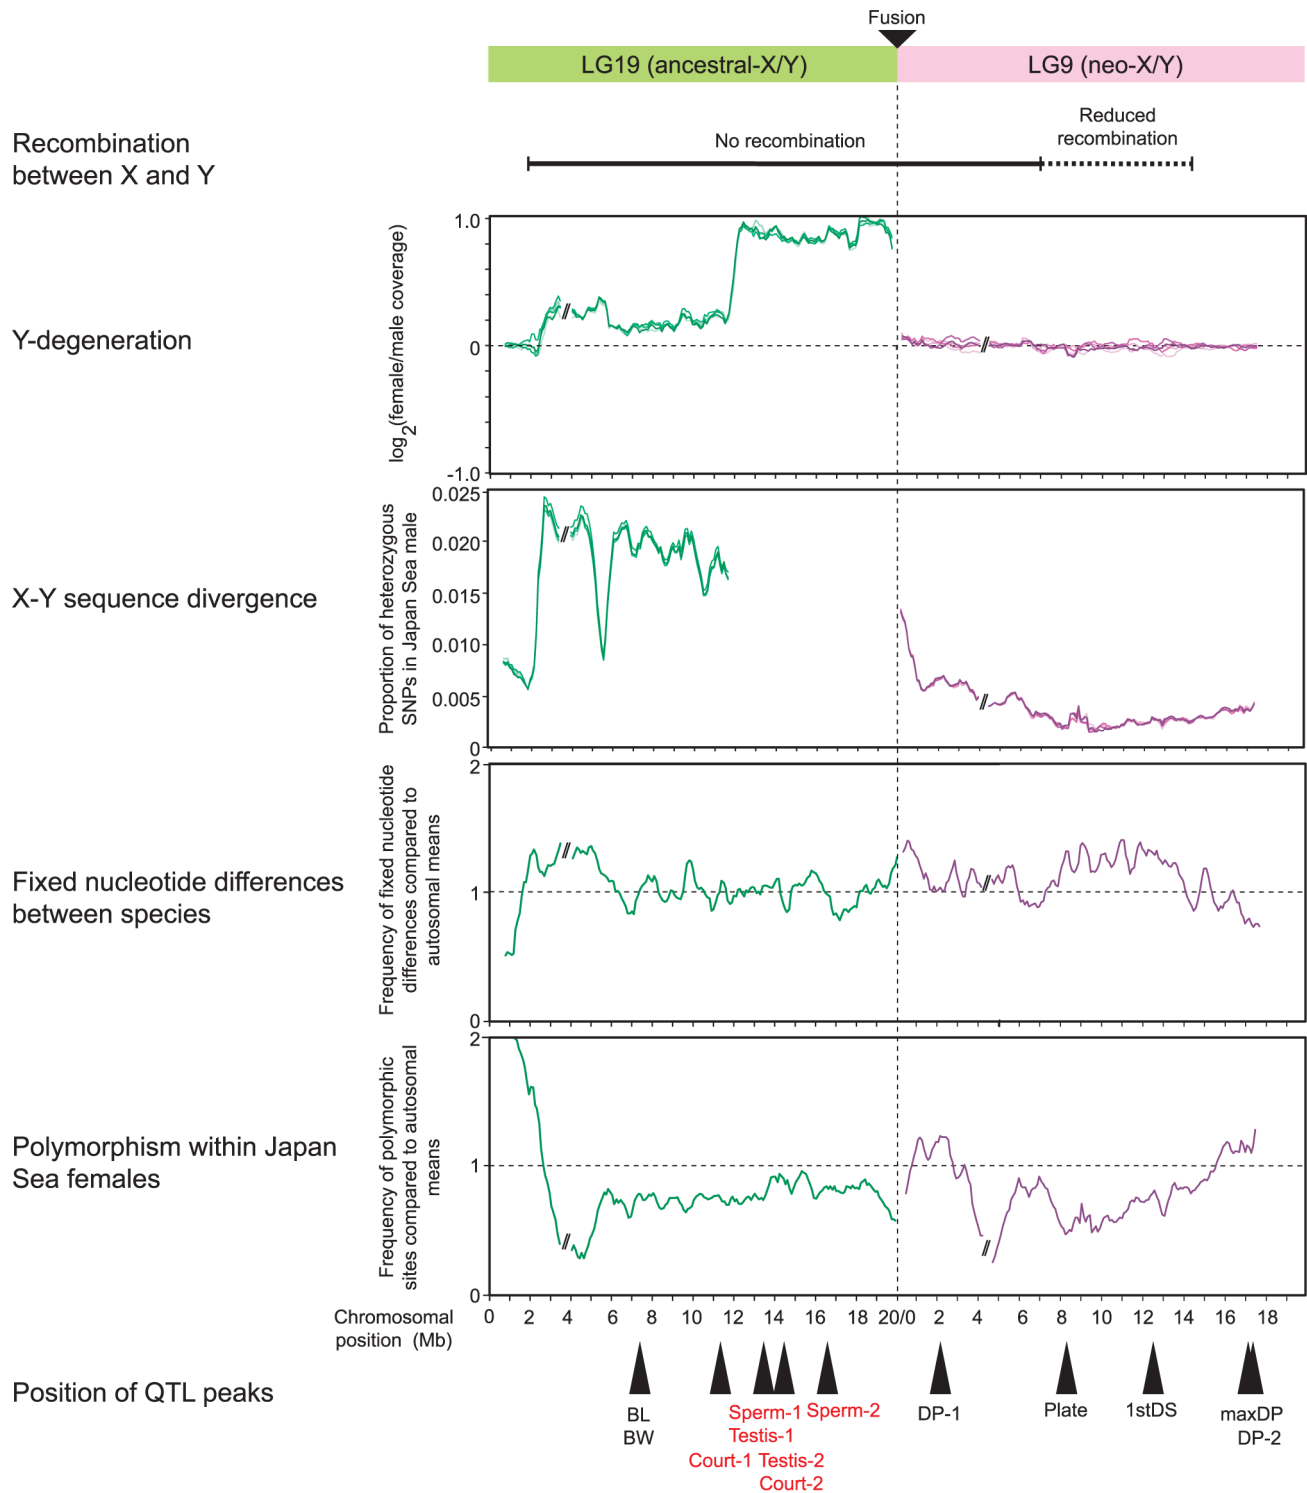 Fusion
LG19 (ancestral-X/Y)
LG9 (neo-X/Y)
Recombination
between X and Y
No recombination
Reduced
recombination
Y-degeneration
log2(female/male coverage)
1.0
0
-1.0
X-Y sequence divergence
Proportion of heterozygous
SNPs in Japan Sea male
0.025
0.020
0.015
0.010
0.005
0
Fixed nucleotide differences
between species
Frequency of fixed nucleotide
differences compared to
autosomal means
2
1
0
Polymorphism within Japan
Sea females
Frequency of polymorphic
sites compared to autosomal
means
2
1
0
Chromosomal
position (Mb)
0 2 4 6 8 10 12 14 16 18 20/0 2 4 6 8 10 12 14 16 18
Position of QTL peaks
BL
BW
Sperm-1 Sperm-2
Testis-1
Court-1 Testis-2
Court-2
DP-1
Plate
1stDS
maxDP
DP-2